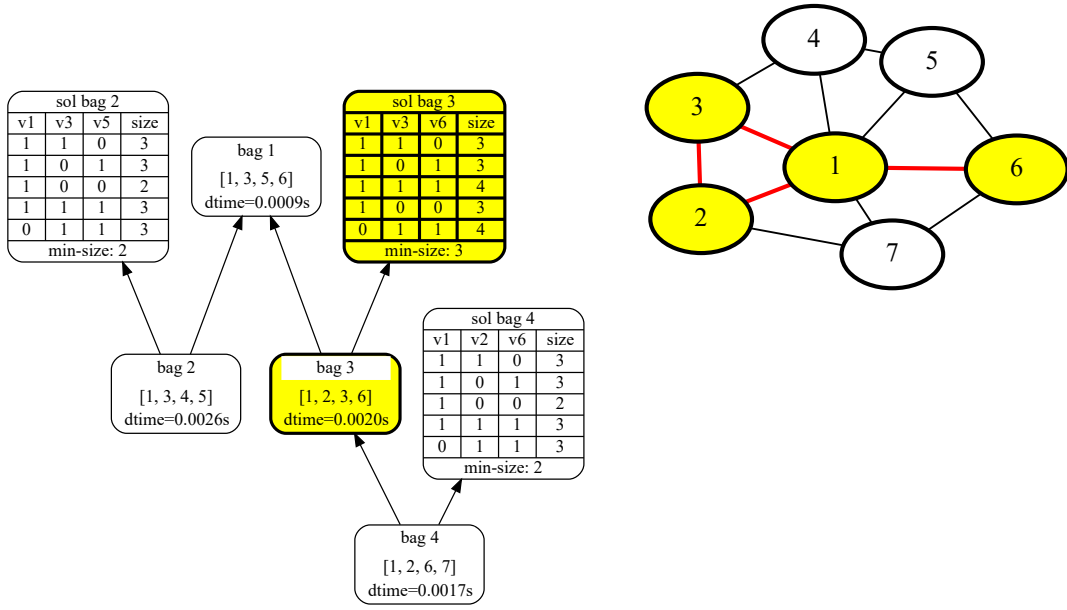 sol bag 2
v1 v3 v5 size
1 1 0 3
1 0 1 3
1 0 0 2
1 1 1 3
0 1 1 3
min-size: 2
bag 1
[1, 3, 5, 6]
dtime=0.0009s
sol bag 3
v1 v3 v6 size
1 1 0 3
1 0 1 3
1 1 1 4
1 0 0 3
0 1 1 4
min-size: 3
bag 2
[1, 3, 4, 5]
dtime=0.0026s
bag 3
[1, 2, 3, 6]
dtime=0.0020s
sol bag 4
v1 v2 v6 size
1 1 0 3
1 0 1 3
1 0 0 2
1 1 1 3
0 1 1 3
min-size: 2
bag 4
[1, 2, 6, 7]
dtime=0.0017s
4
5
3
1
6
2
7